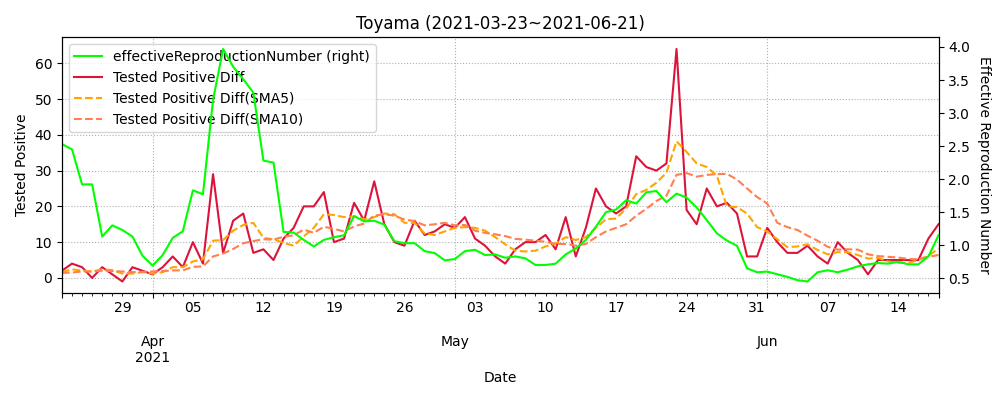 Toyama (2021-03-23~2021-06-21)
effectiveReproductionNumber (right)
Tested Positive Diff
Tested Positive Diff(SMA5)
Tested Positive Diff(SMA10)
Tested Positive
60
50
40
30
20
10
0
4.0
3.5
3.0
2.5
2.0
1.5
1.0
0.5
Effective Reproduction Number
29 05 12 19 26 03 10 17 24 31 07 14
Apr May Jun
2021
Date